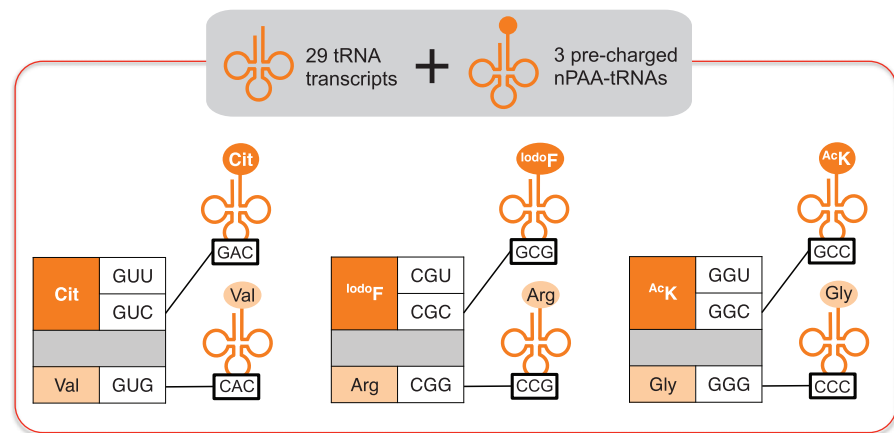 29 tRNA
transcripts
+
3 pre-charged
nPAA-tRNAs
Cit
GAC
Cit
GUU
GUC
Val
Val
GUG
CAC
IodoF
GCG
IodoF
CGU
CGC
Arg
Arg
CGG
CCG
AcK
GCC
AcK
GGU
GGC
Gly
Gly
GGG
CCC